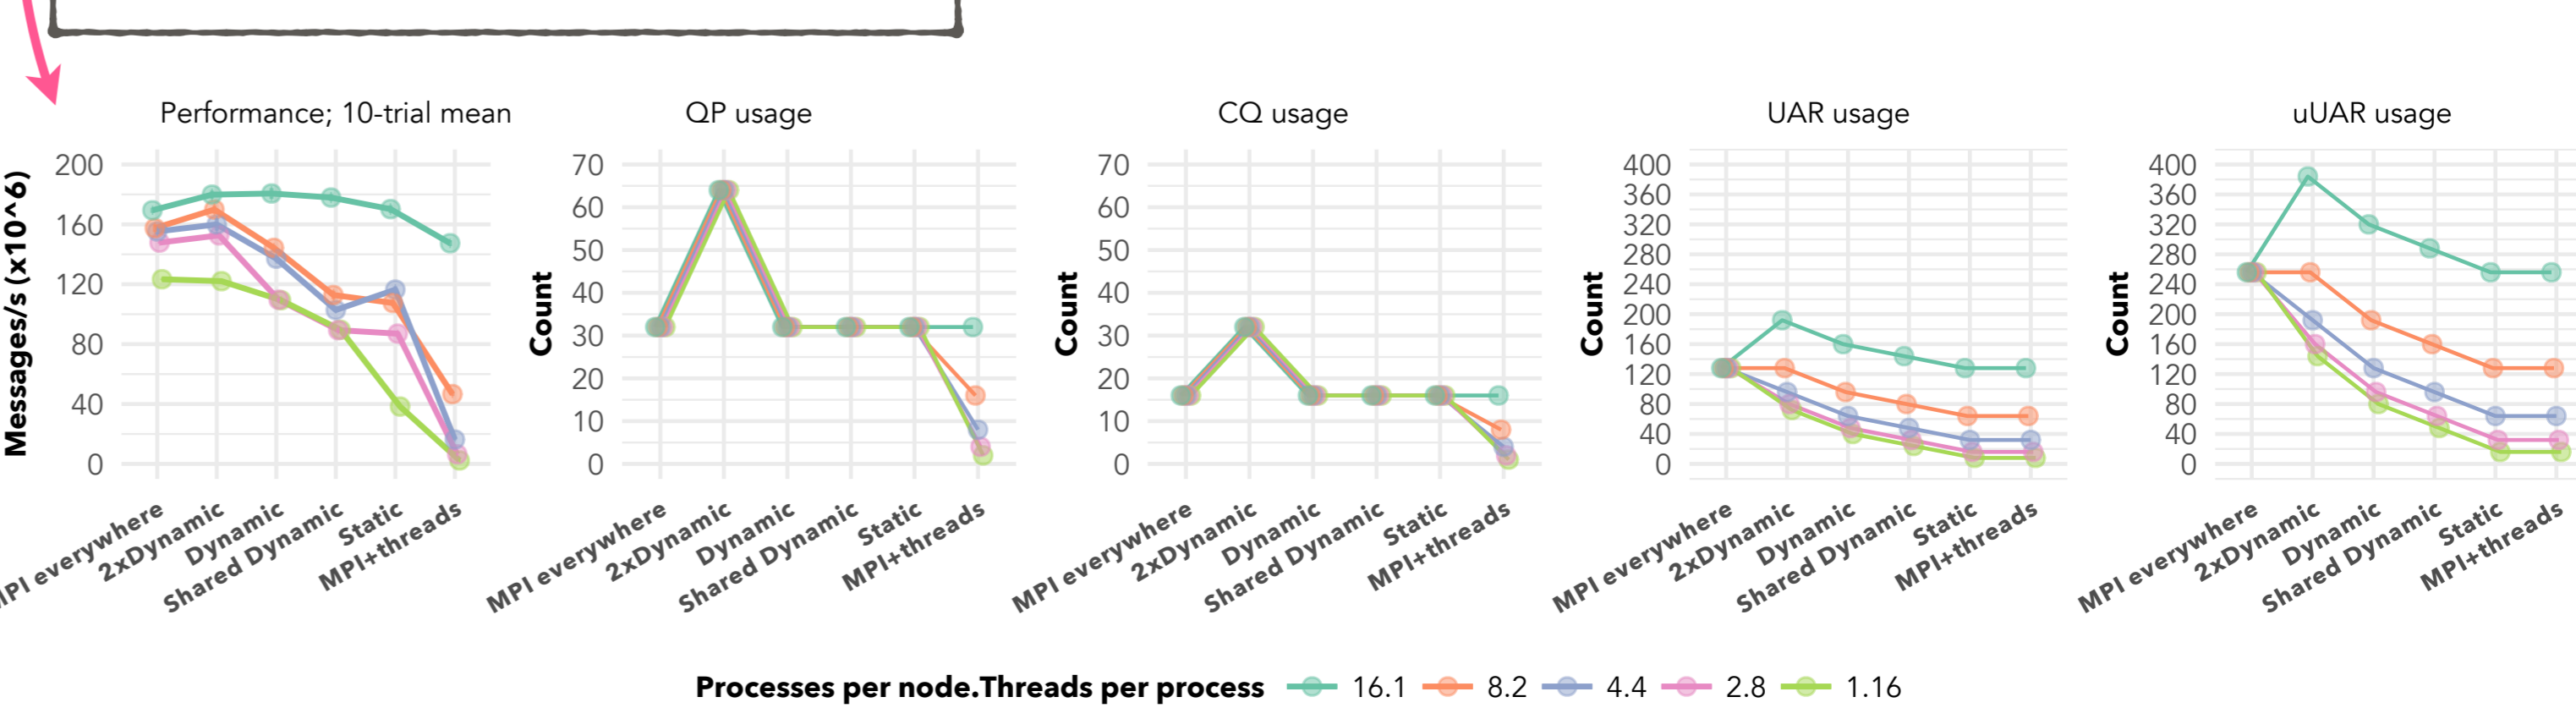 Performance; 10-trial mean
QP usage
CQ usage
UAR usage
uUAR usage
Messages/s (x10^6)
200
160
120
80
40
0
MPI everywhere
2xDynamic
Dynamic
Shared Dynamic
Static
MPI+threads
Count
70
60
50
40
30
20
10
0
MPI everywhere
2xDynamic
Dynamic
Shared Dynamic
Static
MPI+threads
Count
70
60
50
40
30
20
10
0
MPI everywhere
2xDynamic
Dynamic
Shared Dynamic
Static
MPI+threads
Count
400
360
320
280
240
200
160
120
80
40
0
MPI everywhere
2xDynamic
Dynamic
Shared Dynamic
Static
MPI+threads
Count
400
360
320
280
240
200
160
120
80
40
0
MPI everywhere
2xDynamic
Dynamic
Shared Dynamic
Static
MPI+threads
Processes per node.Threads per process 16.1 8.2 4.4 2.8 1.16